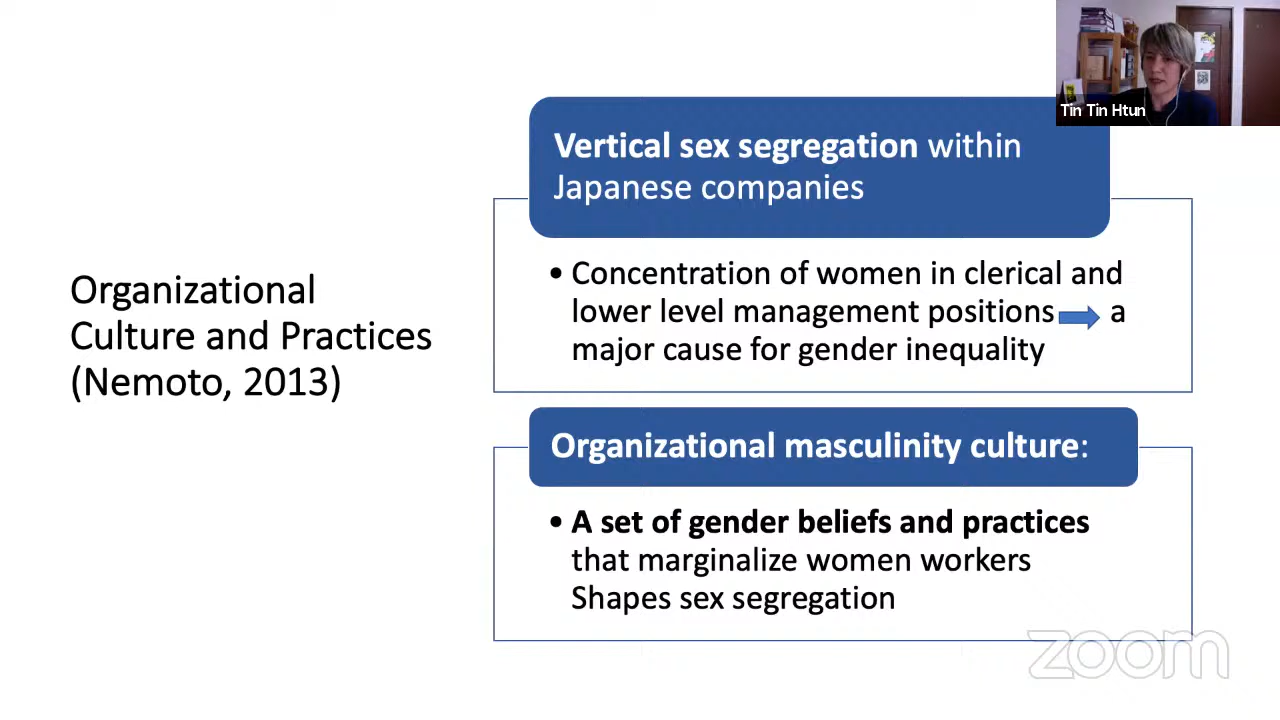 Organizational
Culture and Practices
(Nemoto, 2013)
Vertical sex segregation within
Japanese companies
• Concentration of women in clerical and
lower level management positions a
major cause for gender inequality
Organizational masculinity culture:
• A set of gender beliefs and practices
that marginalize women workers
Shapes sex segregation
Tin Tin Htun
zoom